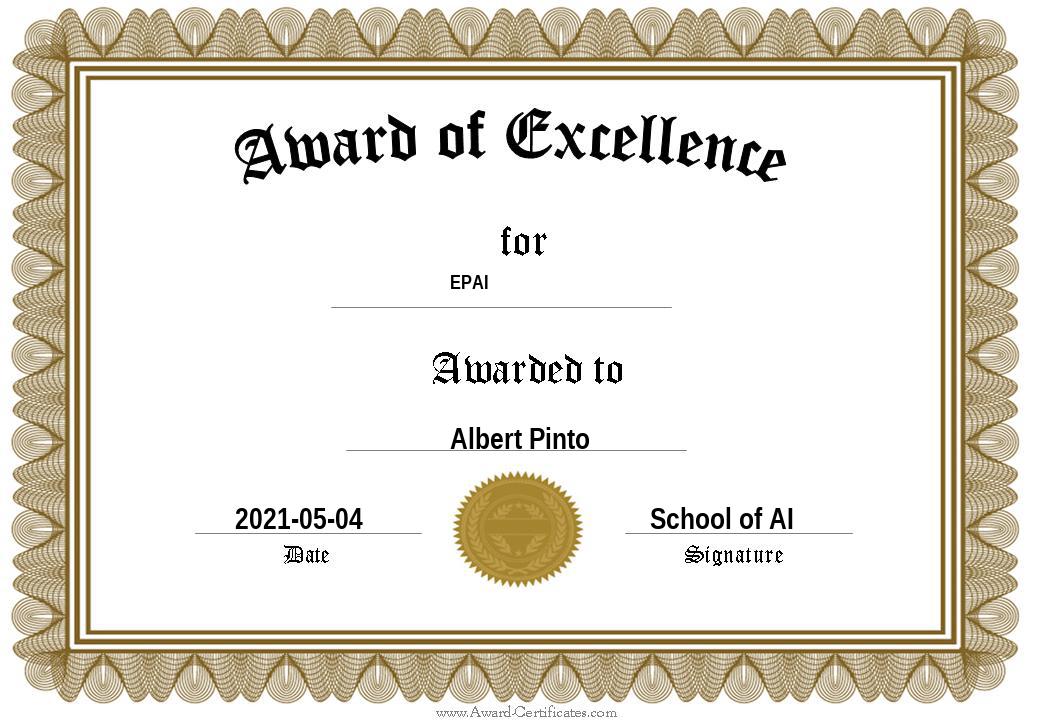 Award of Excellence
for
EPAI
Awarded to
Albert Pinto
2021-05-04 School of AI
Date Signature
www.Award-Certificates.com